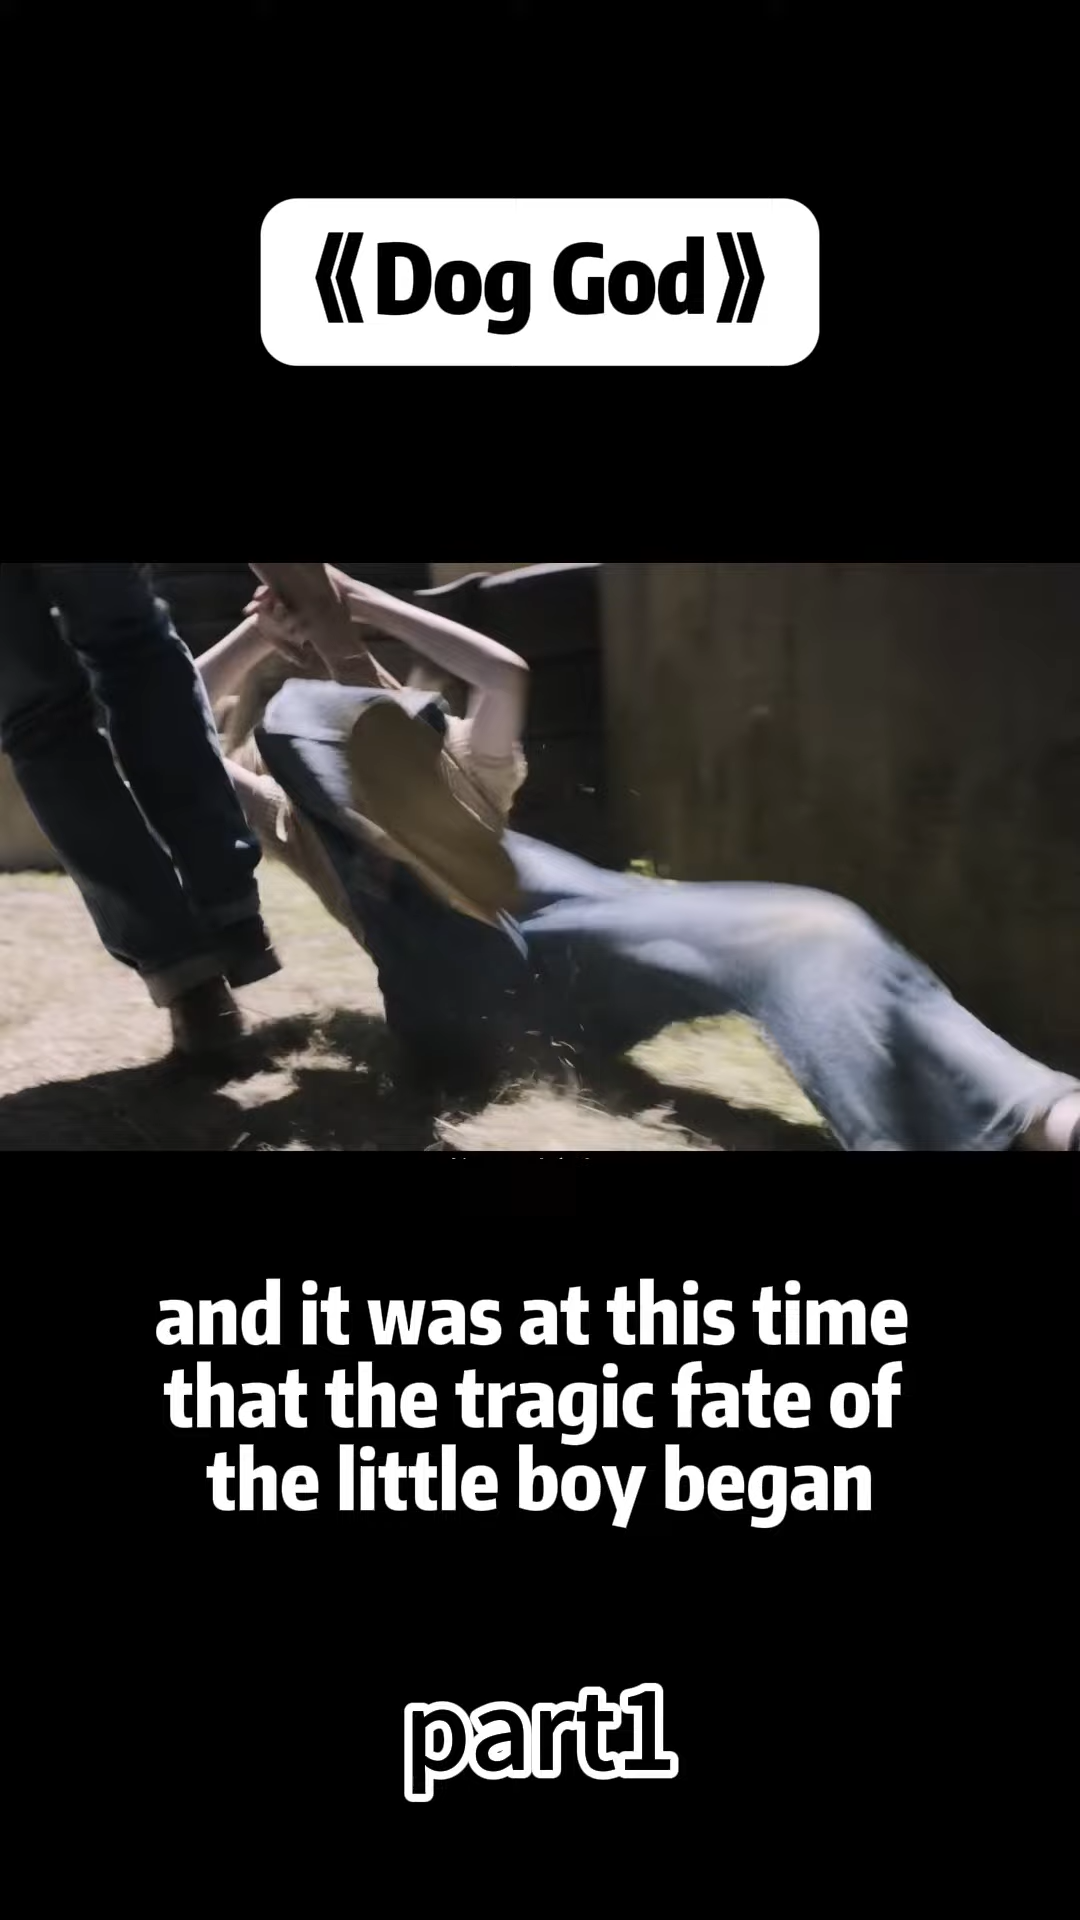 《Dog God》
and it was at this time
that the tragic fate of
the little boy began
part1